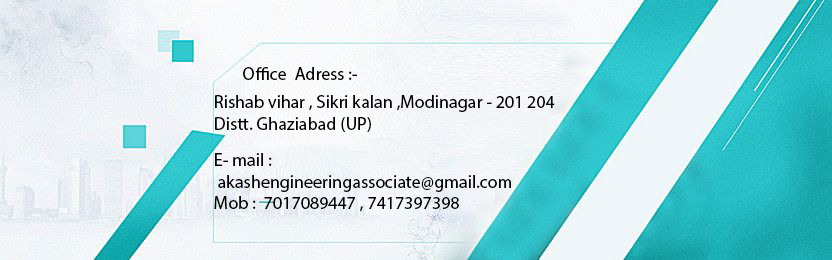 Office Adress :-
Rishab vihar , Sikri kalan ,Modinagar - 201 204
Distt. Ghaziabad (UP)
E- mail :
akashengineeringassociate@gmail.com
Mob : 7017089447 , 7417397398